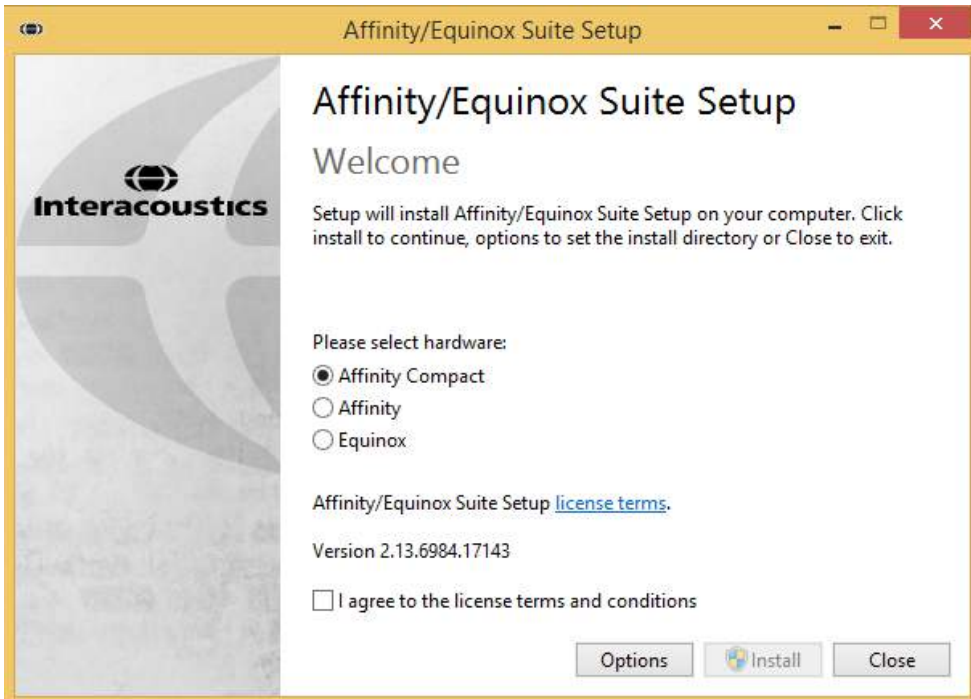 Affinity/Equinox Suite Setup
Affinity/Equinox Suite Setup
Welcome
Interacoustics
Setup will install Affinity/Equinox Suite Setup on your computer. Click
install to continue, options to set the install directory or Close to exit.
Please select hardware:
Affinity Compact
Affinity
Equinox
Affinity/Equinox Suite Setup license terms.
Version 2.13.6984.17143
I agree to the license terms and conditions
Options Install Close